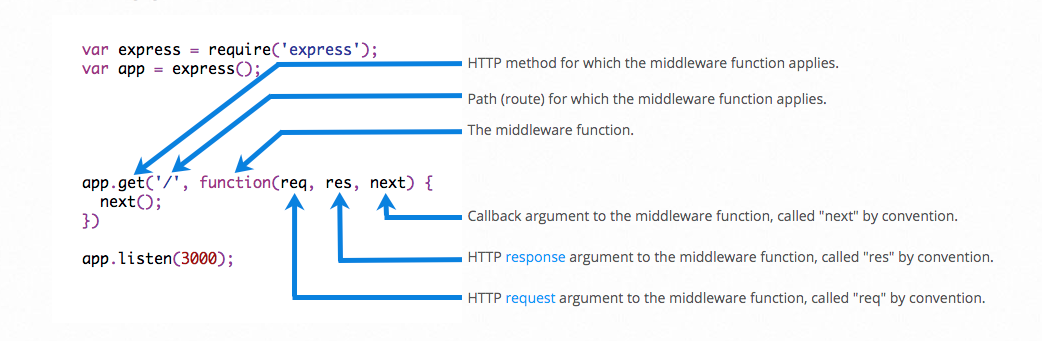 var express = require('express');
var app = express();
HTTP method for which the middleware function applies.
Path (route) for which the middleware function applies.
The middleware function.
app.get('/', function(req, res, next) {
  next();
})
Callback argument to the middleware function, called "next" by convention.
app.listen(3000);
HTTP response argument to the middleware function, called "res" by convention.
HTTP request argument to the middleware function, called "req" by convention.